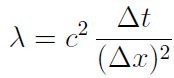 λ = c² Δt / (Δx)²